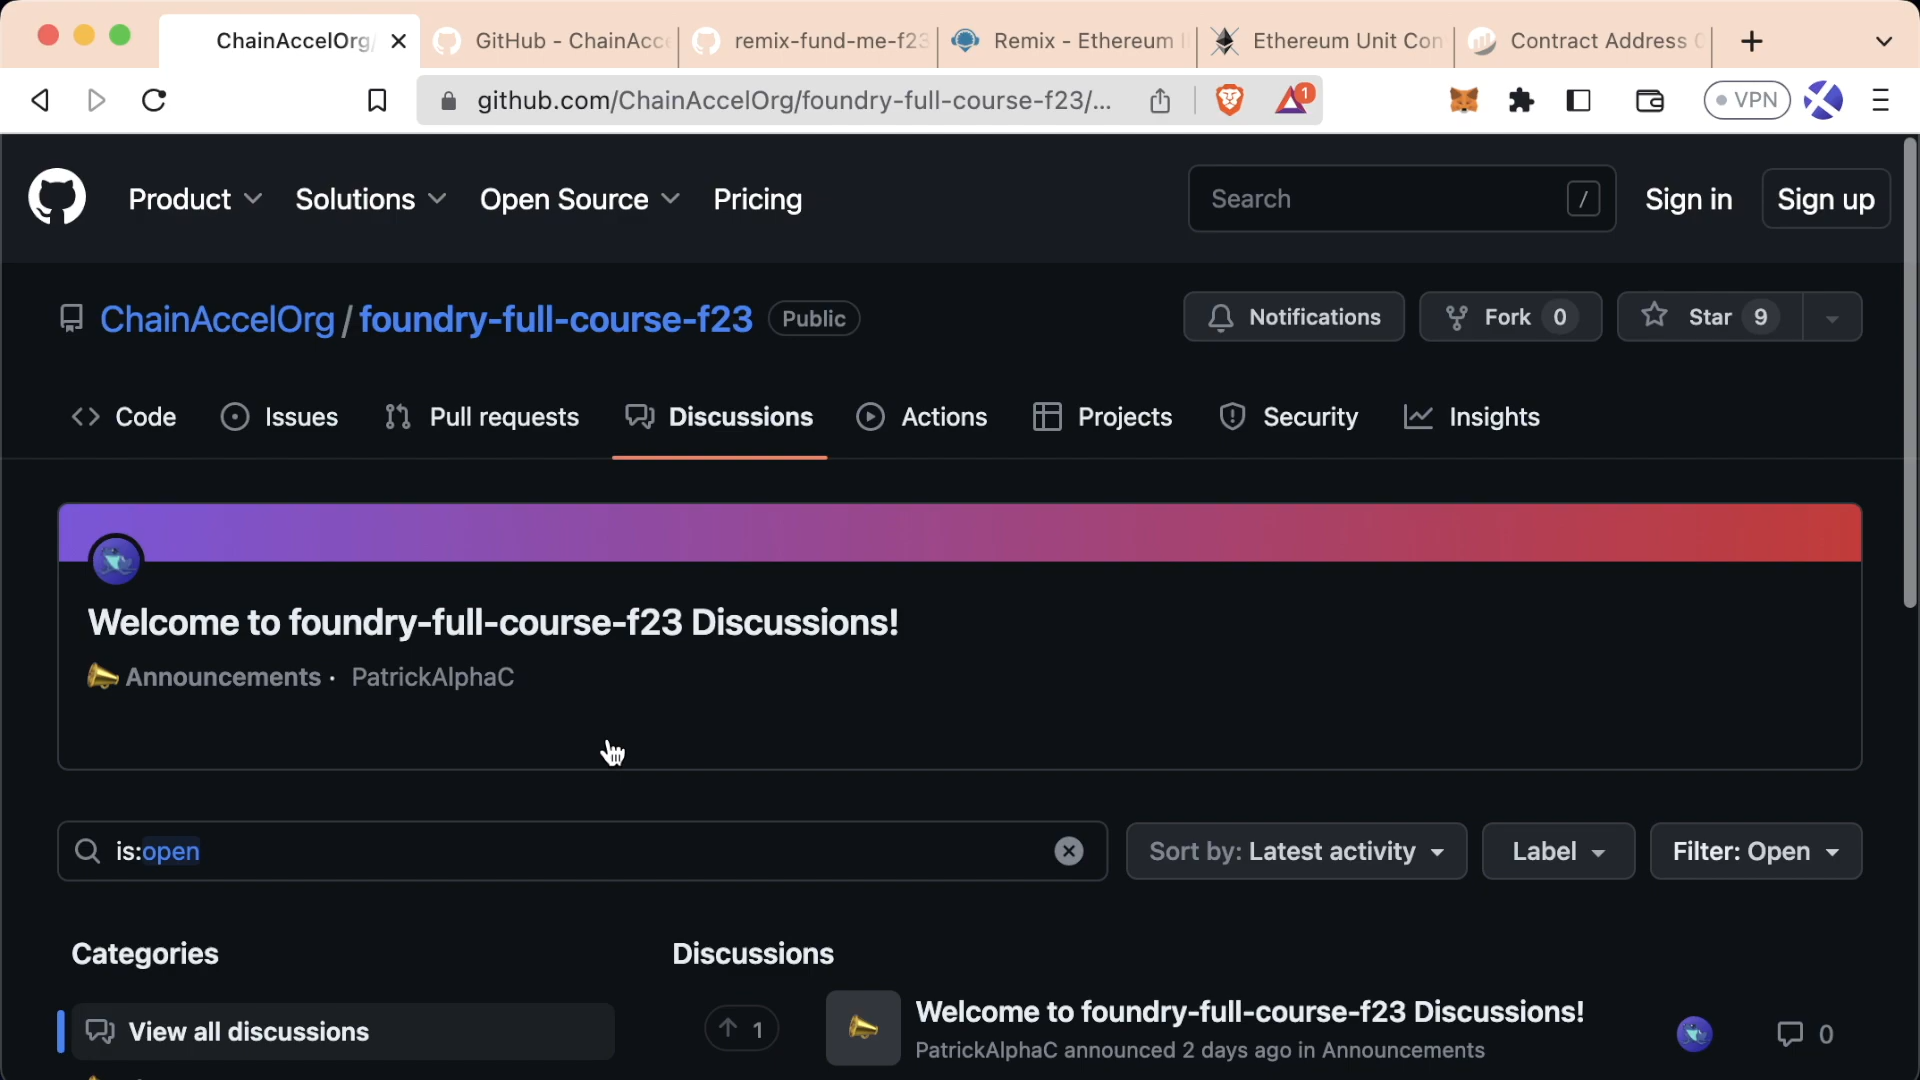 ChainAccelOrg/
GitHub - ChainAcce
remix-fund-me-f23
Remix - Ethereum I
Ethereum Unit Con
Contract Address
github.com/ChainAccelOrg/foundry-full-course-f23/...
1
VPN
Product
Solutions
Open Source
Pricing
Search
/
Sign in
Sign up
ChainAccelOrg / foundry-full-course-f23
Public
Notifications
Fork 0
Star 9
Code
Issues
Pull requests
Discussions
Actions
Projects
Security
Insights
Welcome to foundry-full-course-f23 Discussions!
Announcements · PatrickAlphaC
is:open
Sort by: Latest activity
Label
Filter: Open
Categories
Discussions
View all discussions
1
Welcome to foundry-full-course-f23 Discussions!
PatrickAlphaC announced 2 days ago in Announcements
0